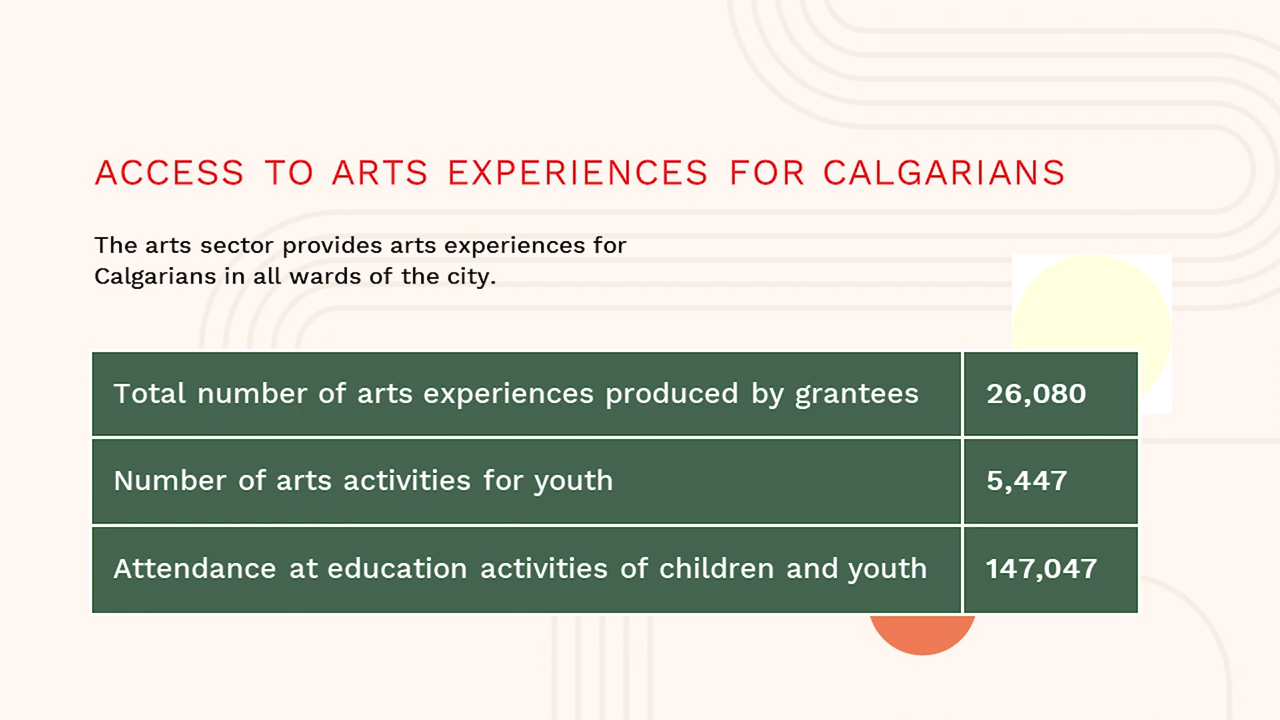 ACCESS TO ARTS EXPERIENCES FOR CALGARIANS
The arts sector provides arts experiences for
Calgarians in all wards of the city.
Total number of arts experiences produced by grantees 26,080
Number of arts activities for youth 5,447
Attendance at education activities of children and youth 147,047